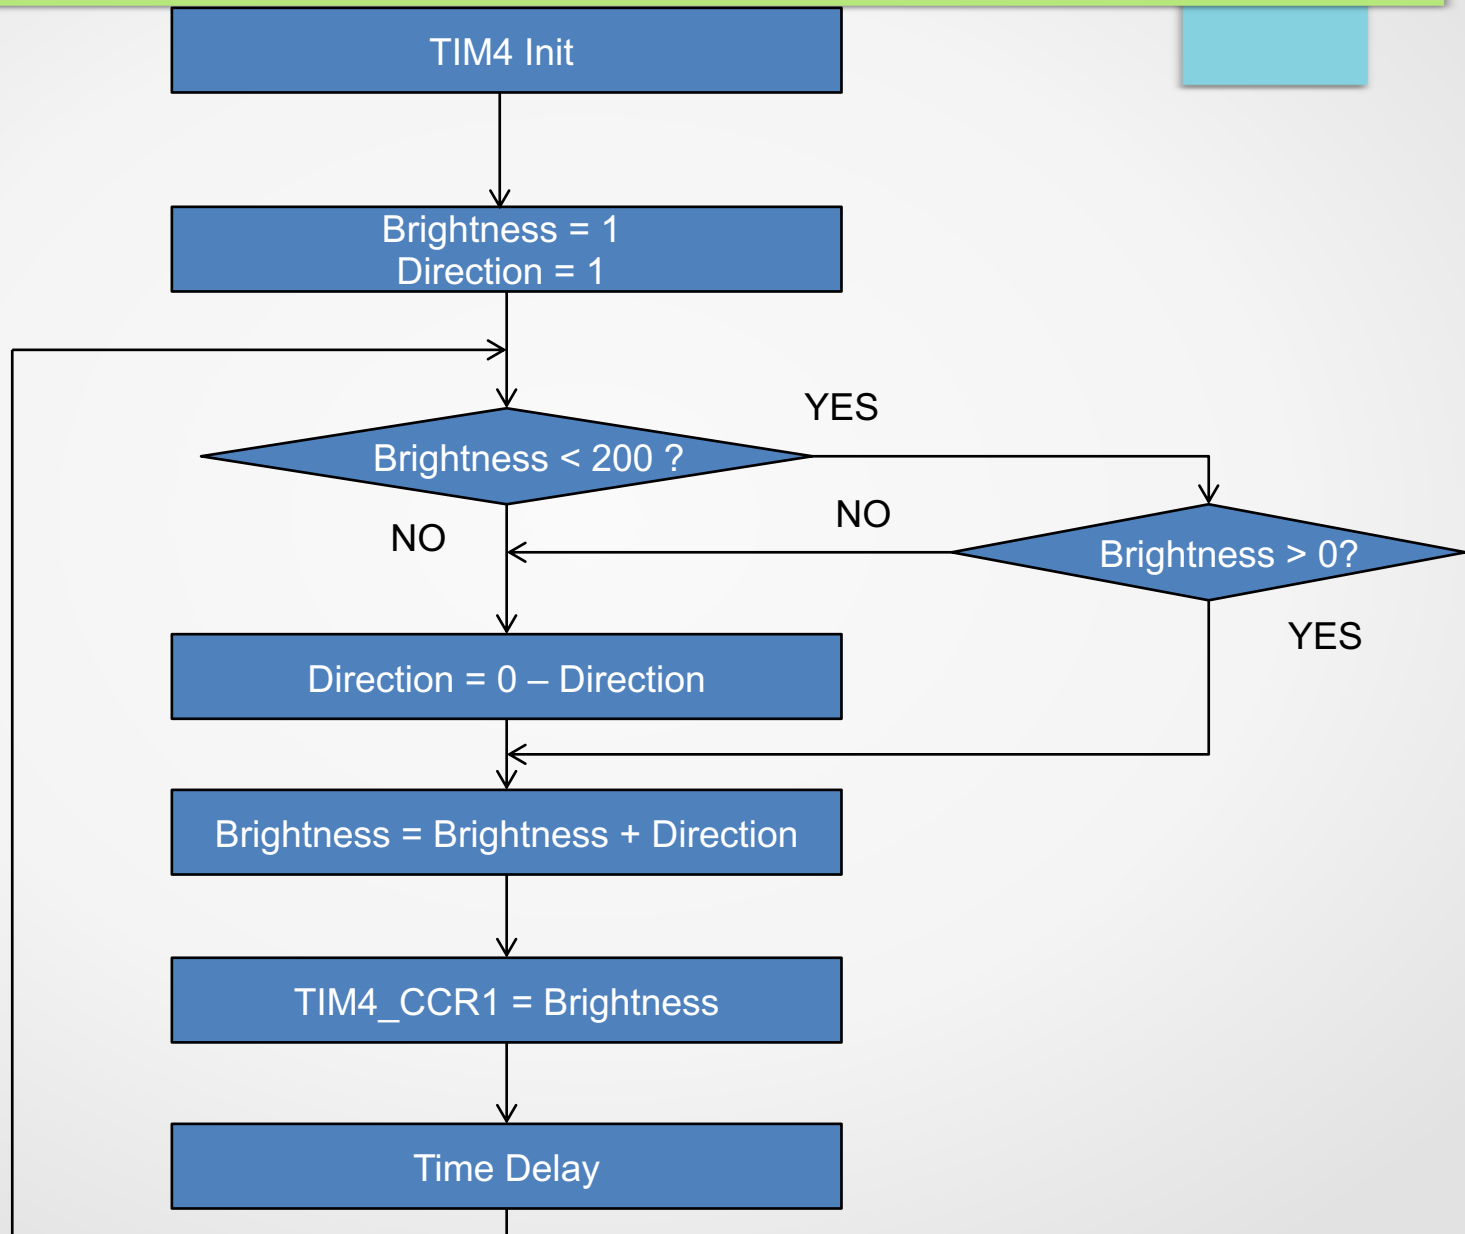 TIM4 Init
Brightness = 1
Direction = 1
YES
Brightness < 200 ?
NO
NO
Brightness > 0?
YES
Direction = 0 – Direction
Brightness = Brightness + Direction
TIM4_CCR1 = Brightness
Time Delay